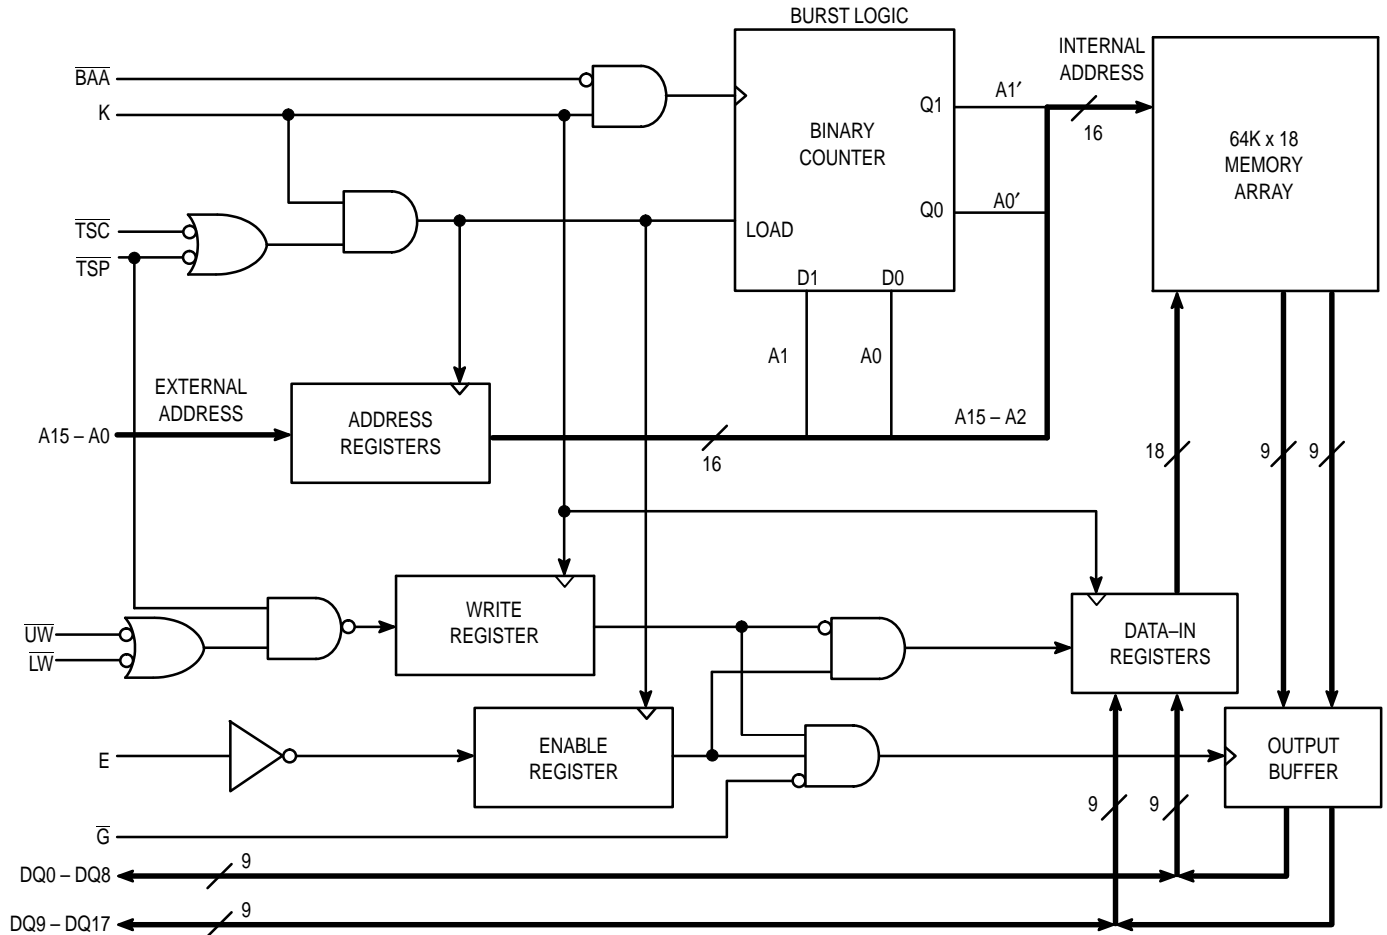 BURST LOGIC
BAA
K
TSC
TSP
BINARY
COUNTER
Q1
Q0
LOAD
D1
D0
A1′
A0′
INTERNAL
ADDRESS
16
64K x 18
MEMORY
ARRAY
A1
A0
EXTERNAL
ADDRESS
A15 – A0
ADDRESS
REGISTERS
16
A15 – A2
18
9
9
UW
LW
WRITE
REGISTER
DATA–IN
REGISTERS
E
ENABLE
REGISTER
OUTPUT
BUFFER
9
9
G
DQ0 – DQ8
9
DQ9 – DQ17
9